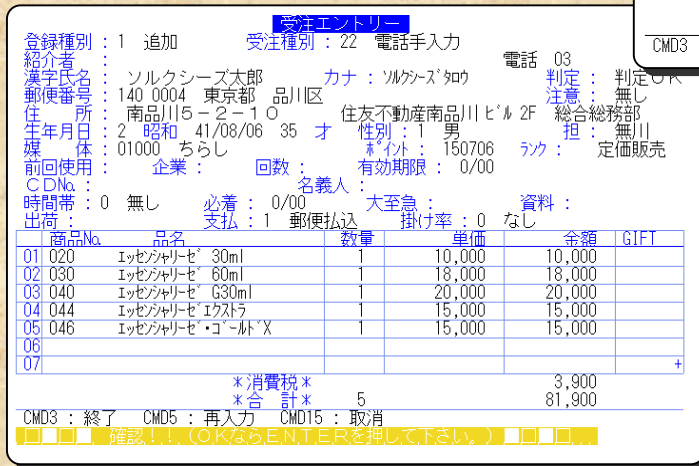 CMD3
受注エントリー
登録種別：1 追加 受注種別：22 電話手入力
紹介者 ： 電話 03
漢字氏名： ソルクシーズ太郎 カナ：ｿﾙｸｼｰｽﾞﾀﾛｳ 判定： 判定OK
郵便番号：140 0004 東京都 品川区 注意： 無し
住 所： 南品川５－２－１０ 住友不動産南品川ﾋﾞﾙ 2F 総合総務部
生年月日：2 昭和 41/08/06 35 才 性別：1 男 担： 無川
媒 体：01000 ちらし ﾎﾟｲﾝﾄ： 150706 ﾗﾝｸ： 定価販売
前回使用： 企業： 回数： 有効期限： 0/00
ＣＤ№： 名義人：
時間帯：0 無し 必着： 0/00 大至急： 資料：
出荷： 支払：1 郵便払込 掛け率：0 なし
商品№ 品名 数量 単価 金額 GIFT
01 020 ｴｯｾﾝｼｬﾘｰｾﾞ 30ml 1 10,000 10,000
02 030 ｴｯｾﾝｼｬﾘｰｾﾞ 60ml 1 18,000 18,000
03 040 ｴｯｾﾝｼｬﾘｰｾﾞ G30ml 1 20,000 20,000
04 044 ｴｯｾﾝｼｬﾘｰｾﾞｴｸｽﾄﾗ 1 15,000 15,000
05 046 ｴｯｾﾝｼｬﾘｰｾﾞ･ｺﾞｰﾙﾄﾞX 1 15,000 15,000
06
07 +
＊消費税＊ 3,900
＊合 計＊ 5 81,900
CMD3 ：終了 CMD5 ：再入力 CMD15 ：取消
□■□■．．確認！！．（ＯＫならＥＮＴＥＲを押して下さい。）■□■□．．